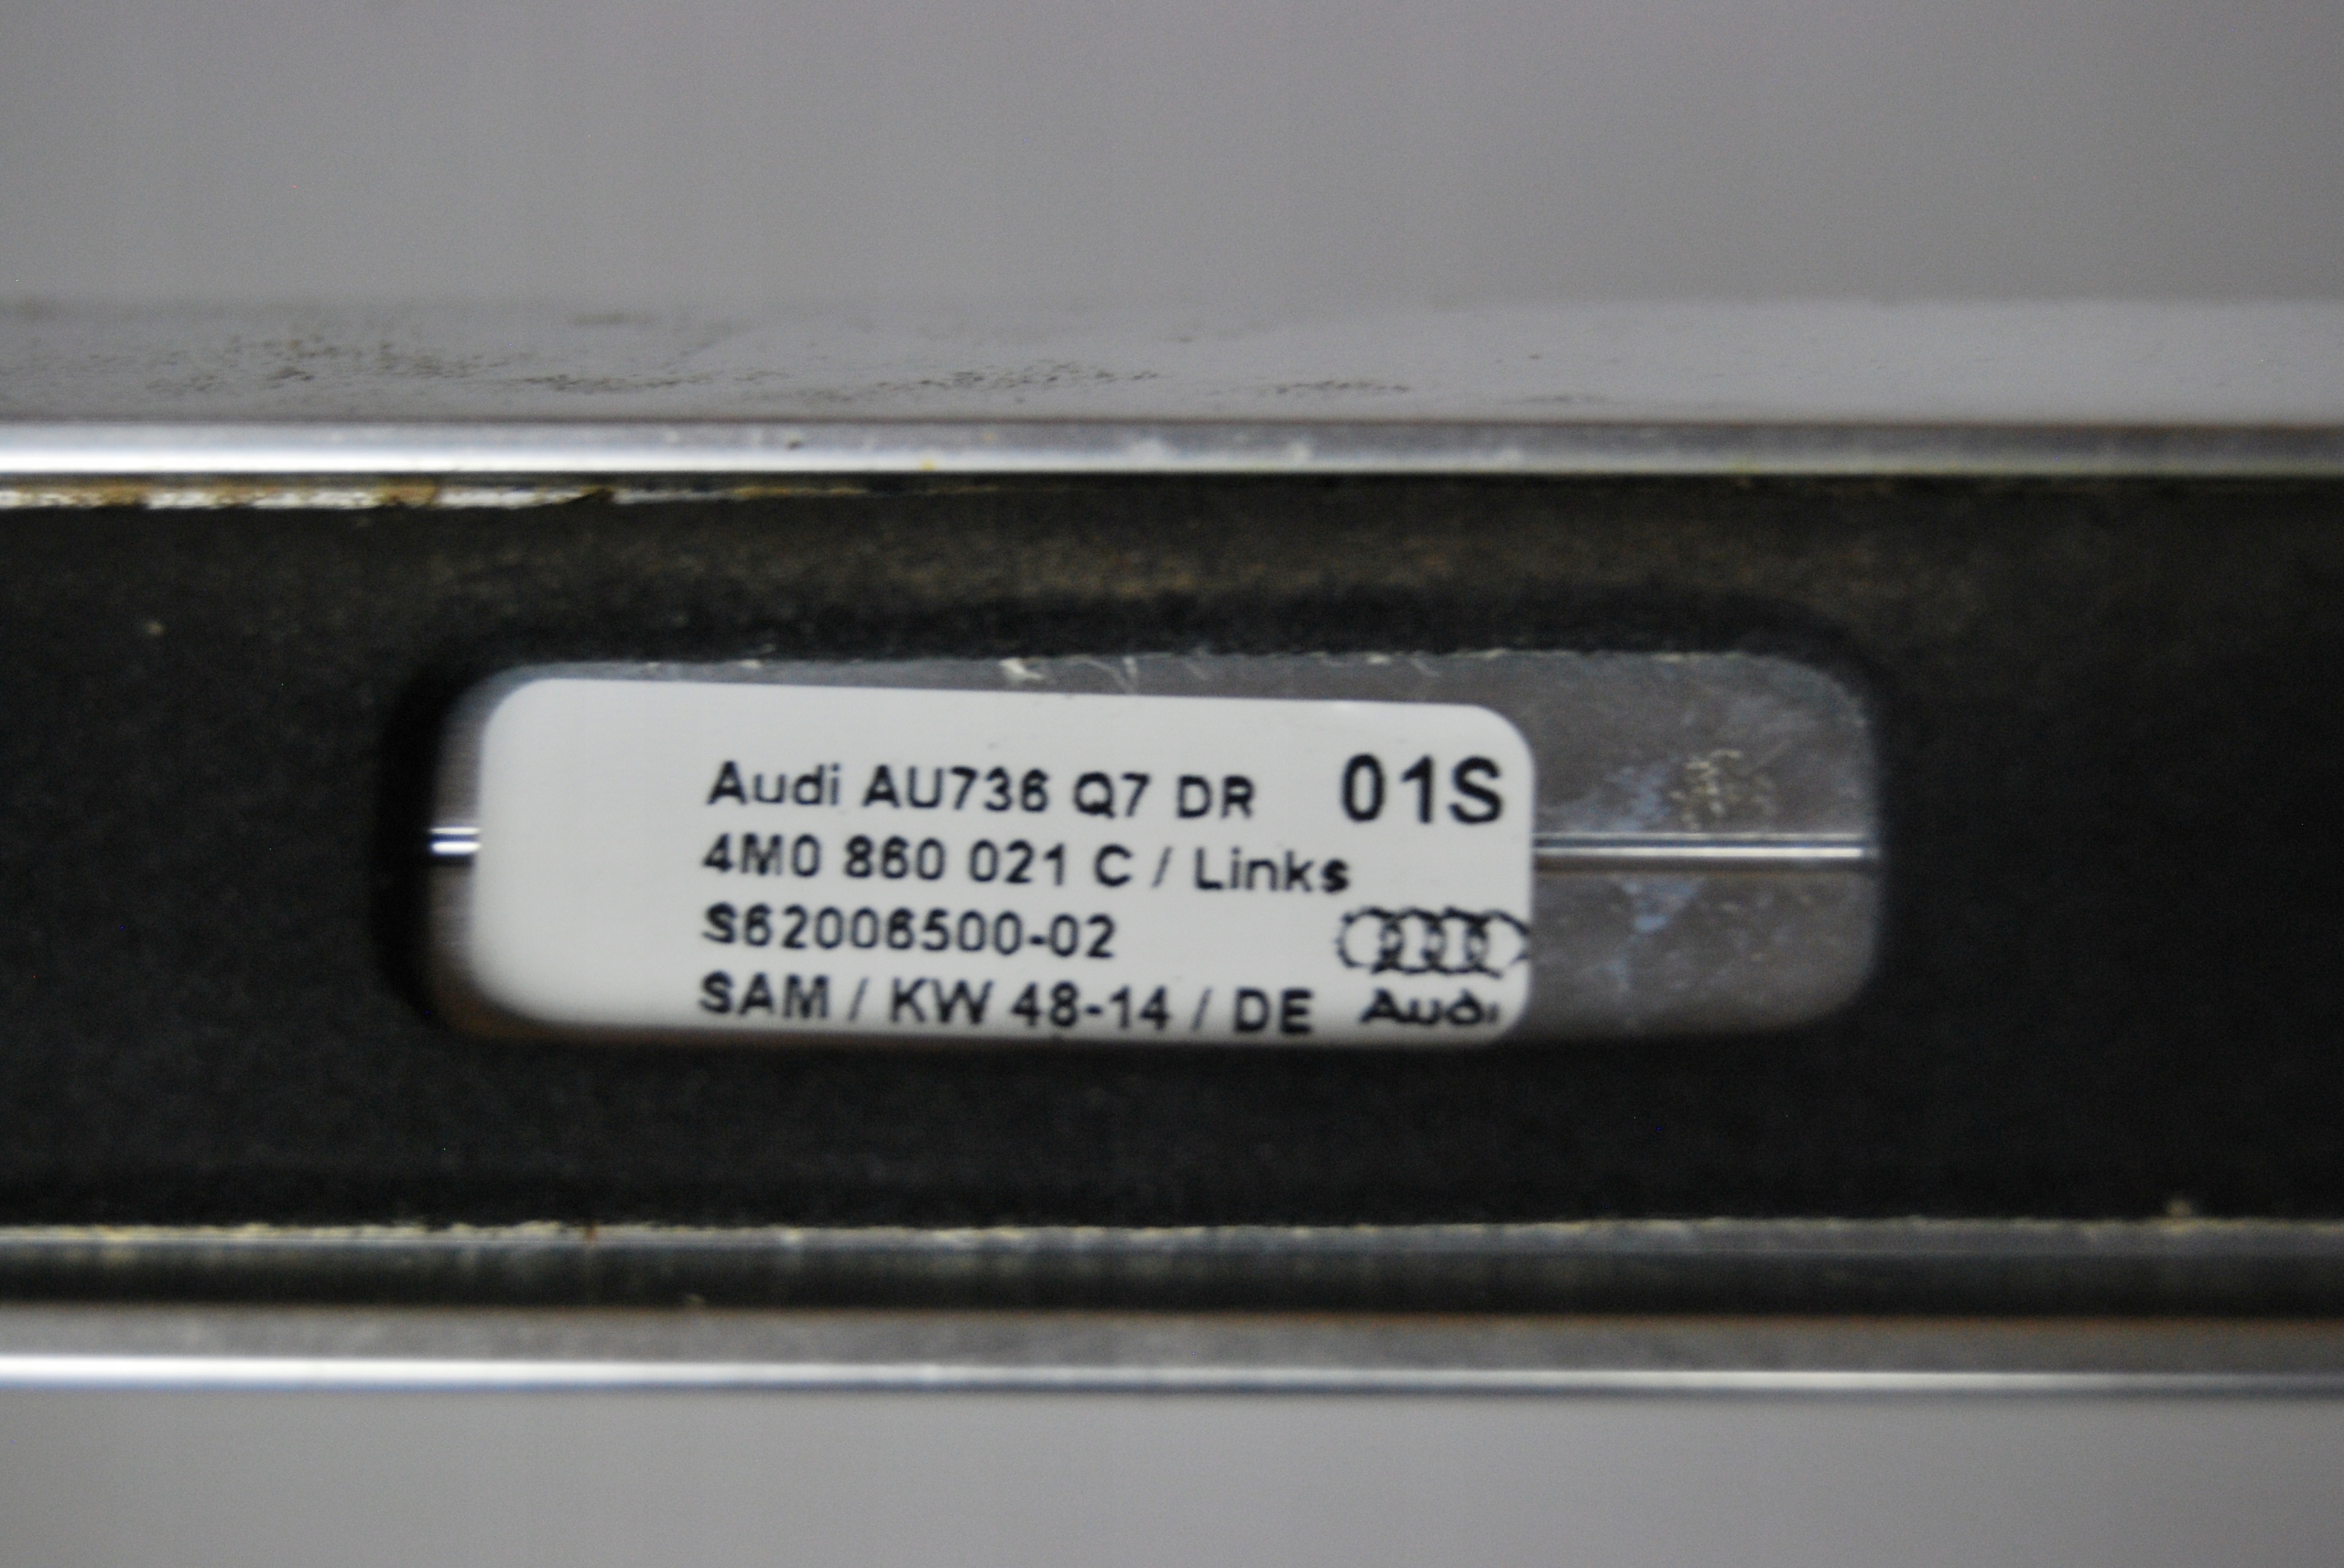 Audi AU736 Q7 DR 01S
4M0 860 021 C / Links
S62006500-02
SAM / KW 48-14 / DE Audi